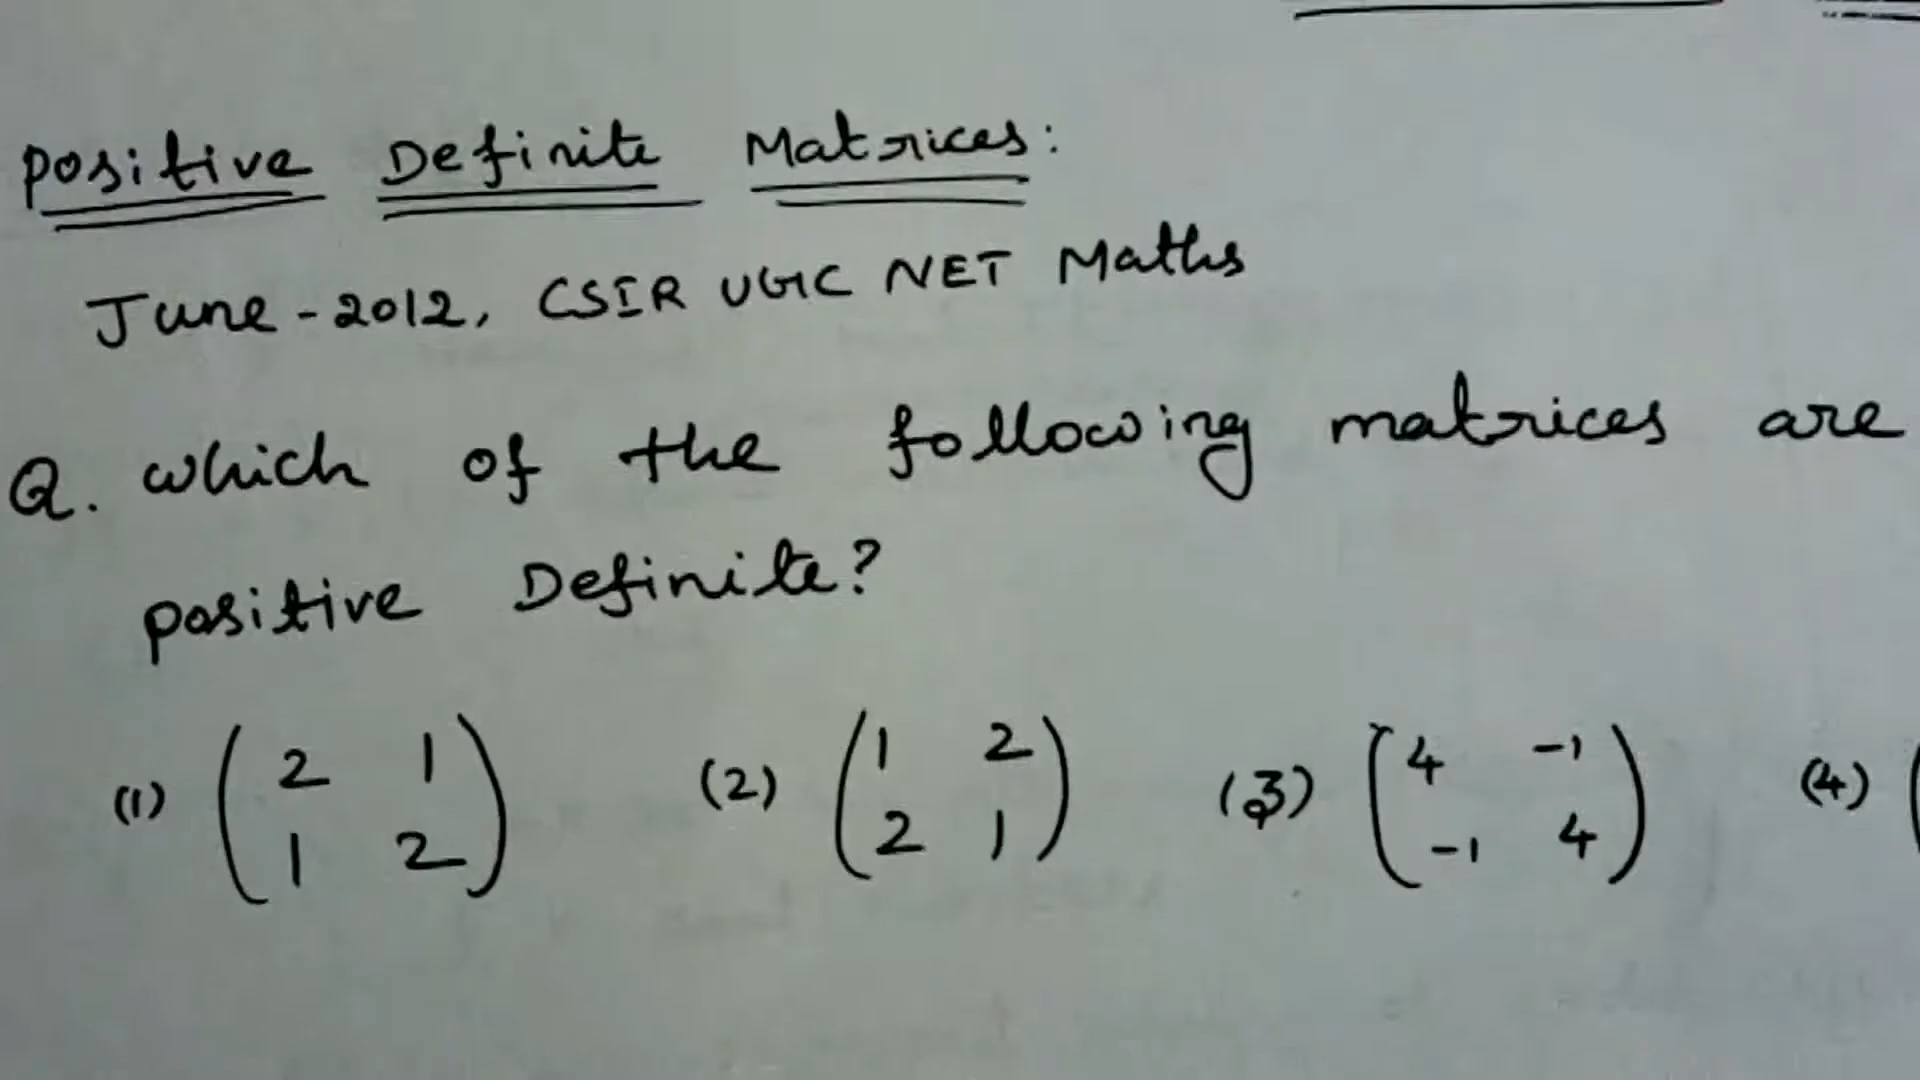 Positive Definite Matrices:
June-2012, CSIR UGC NET Maths
Q. which of the following matrices are
positive Definite?
(1) ( 2 1 (2) ( 1 2 (3) ( 4 -1 (4) (
1 2 ) 2 1 ) -1 4 )